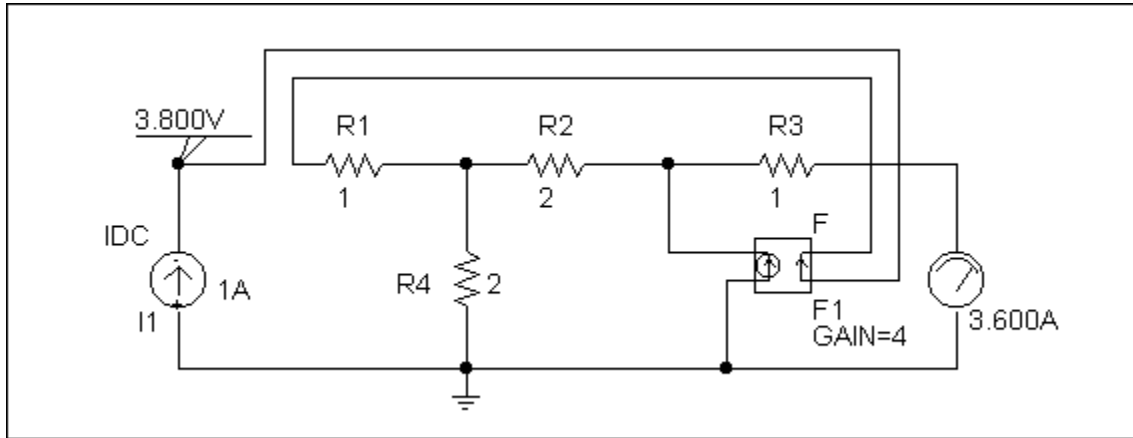 3.800V
R1
R2
R3
1
2
1
IDC
F
R4
2
1A
I1
F1
3.600A
GAIN=4